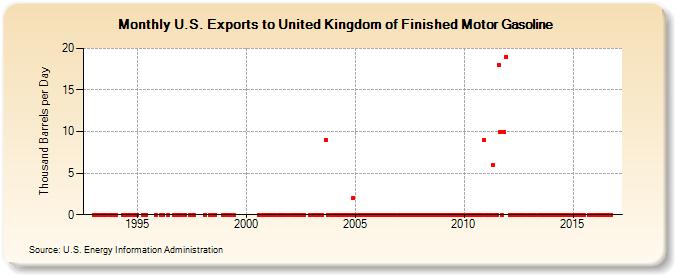 Monthly U.S. Exports to United Kingdom of Finished Motor Gasoline
Thousand Barrels per Day
20
15
10
5
0
1995 2000 2005 2010 2015
Source: U.S. Energy Information Administration